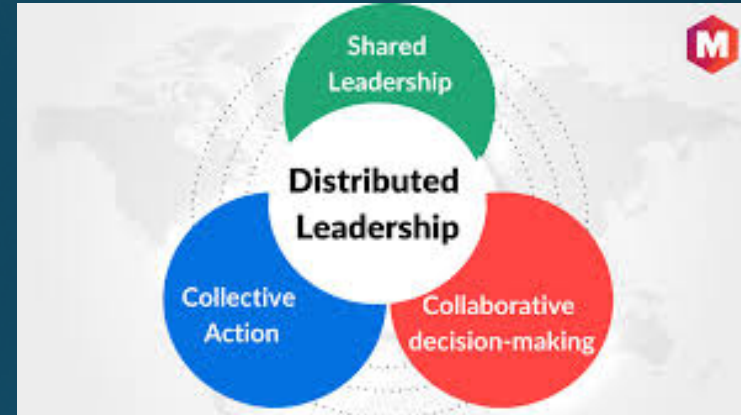 Shared
Leadership
Distributed
Leadership
Collective
Action
Collaborative
decision-making
M